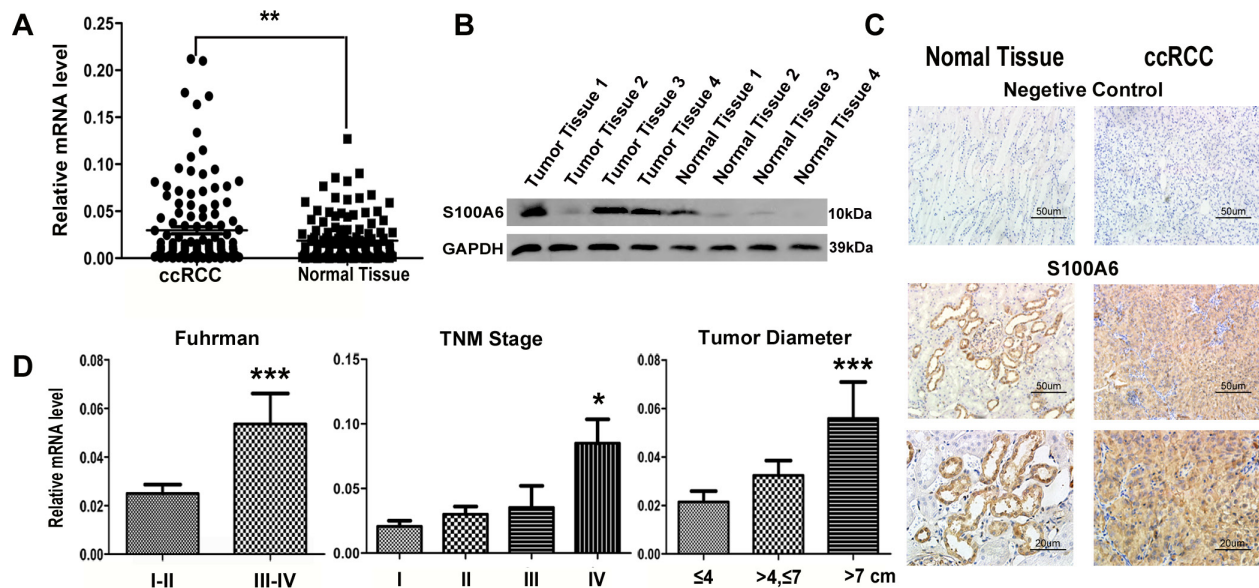 A
Relative mRNA level
0.25
0.20
0.15
0.10
0.05
0.00
**
ccRCC
Normal Tissue
B
Tumor Tissue 1
Tumor Tissue 2
Tumor Tissue 3
Tumor Tissue 4
Normal Tissue 1
Normal Tissue 2
Normal Tissue 3
Normal Tissue 4
S100A6
10kDa
GAPDH
39kDa
C
Nomal Tissue
ccRCC
Negetive Control
50um
50um
S100A6
50um
50um
20um
20um
D
Relative mRNA level
Fuhrman
0.08
0.06
0.04
0.02
0.00
***
I-II
III-IV
TNM Stage
0.15
0.10
0.05
0.00
*
I
II
III
IV
Tumor Diameter
0.08
0.06
0.04
0.02
0.00
***
≤4
>4,≤7
>7 cm